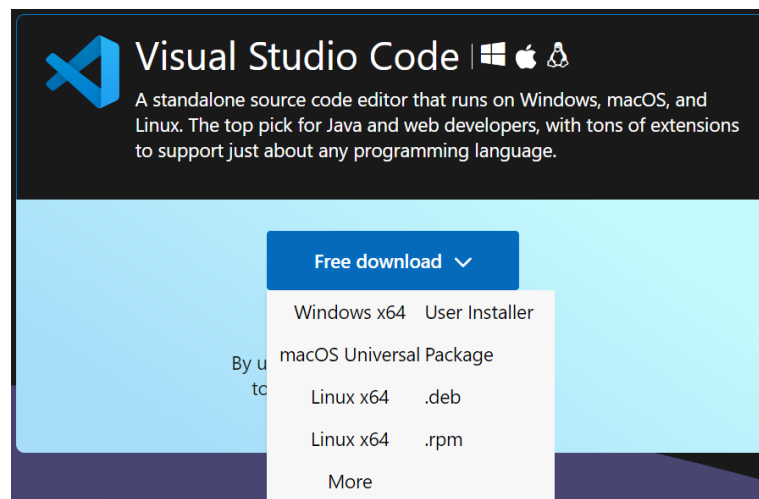 Visual Studio Code
A standalone source code editor that runs on Windows, macOS, and
Linux. The top pick for Java and web developers, with tons of extensions
to support just about any programming language.
Free download
Windows x64 User Installer
By u
macOS Universal Package
to
Linux x64 .deb
Linux x64 .rpm
More